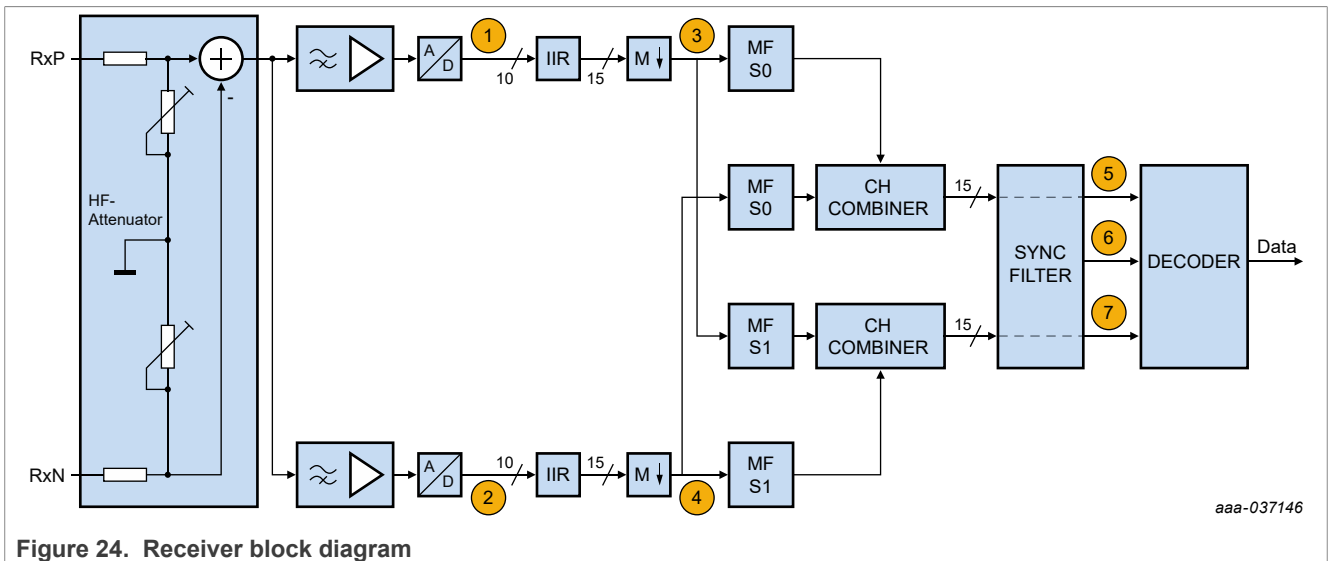 RxP
HF-
Attenuator
RxN
+
-
A
D
1
10
IIR
15
M ↓
3
MF
S0
MF
S0
CH
COMBINER
15
MF
S1
CH
COMBINER
15
A
D
10
2
IIR
15
M ↓
4
MF
S1
SYNC
FILTER
5
6
7
DECODER
Data
aaa-037146
Figure 24. Receiver block diagram